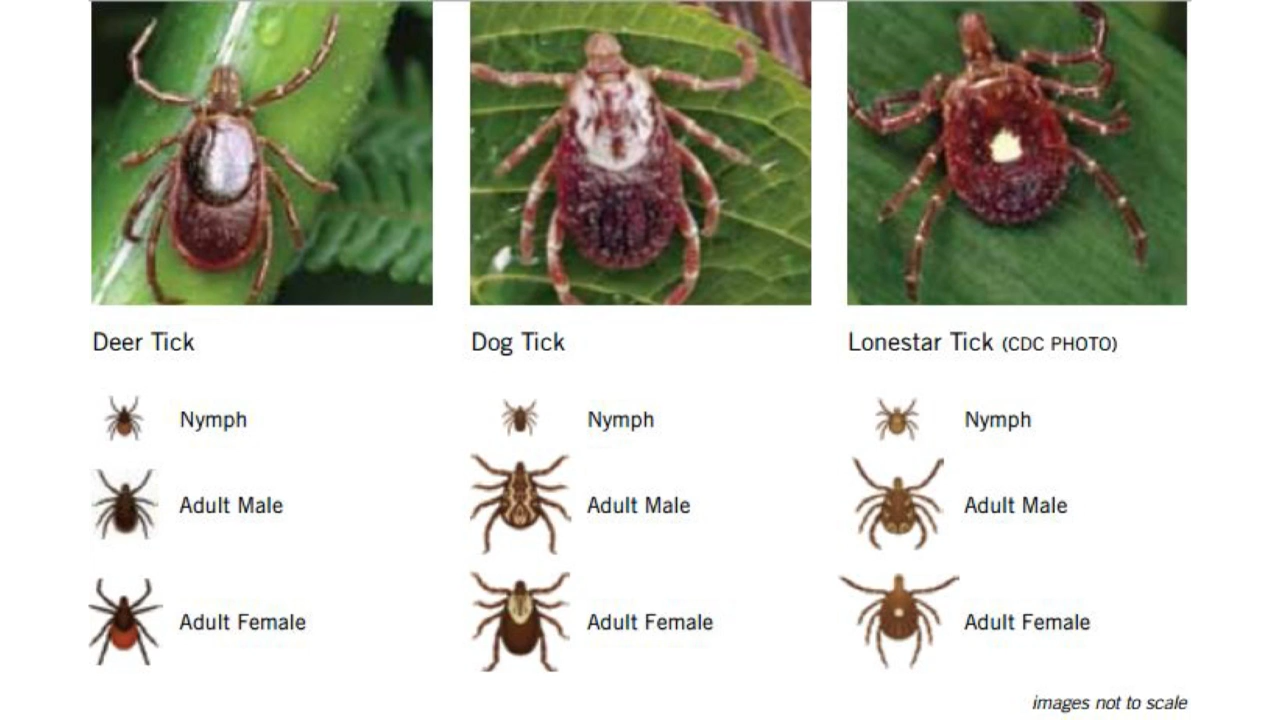 Deer Tick
Dog Tick
Lonestar Tick (CDC PHOTO)
Nymph
Nymph
Nymph
Adult Male
Adult Male
Adult Male
Adult Female
Adult Female
Adult Female
images not to scale